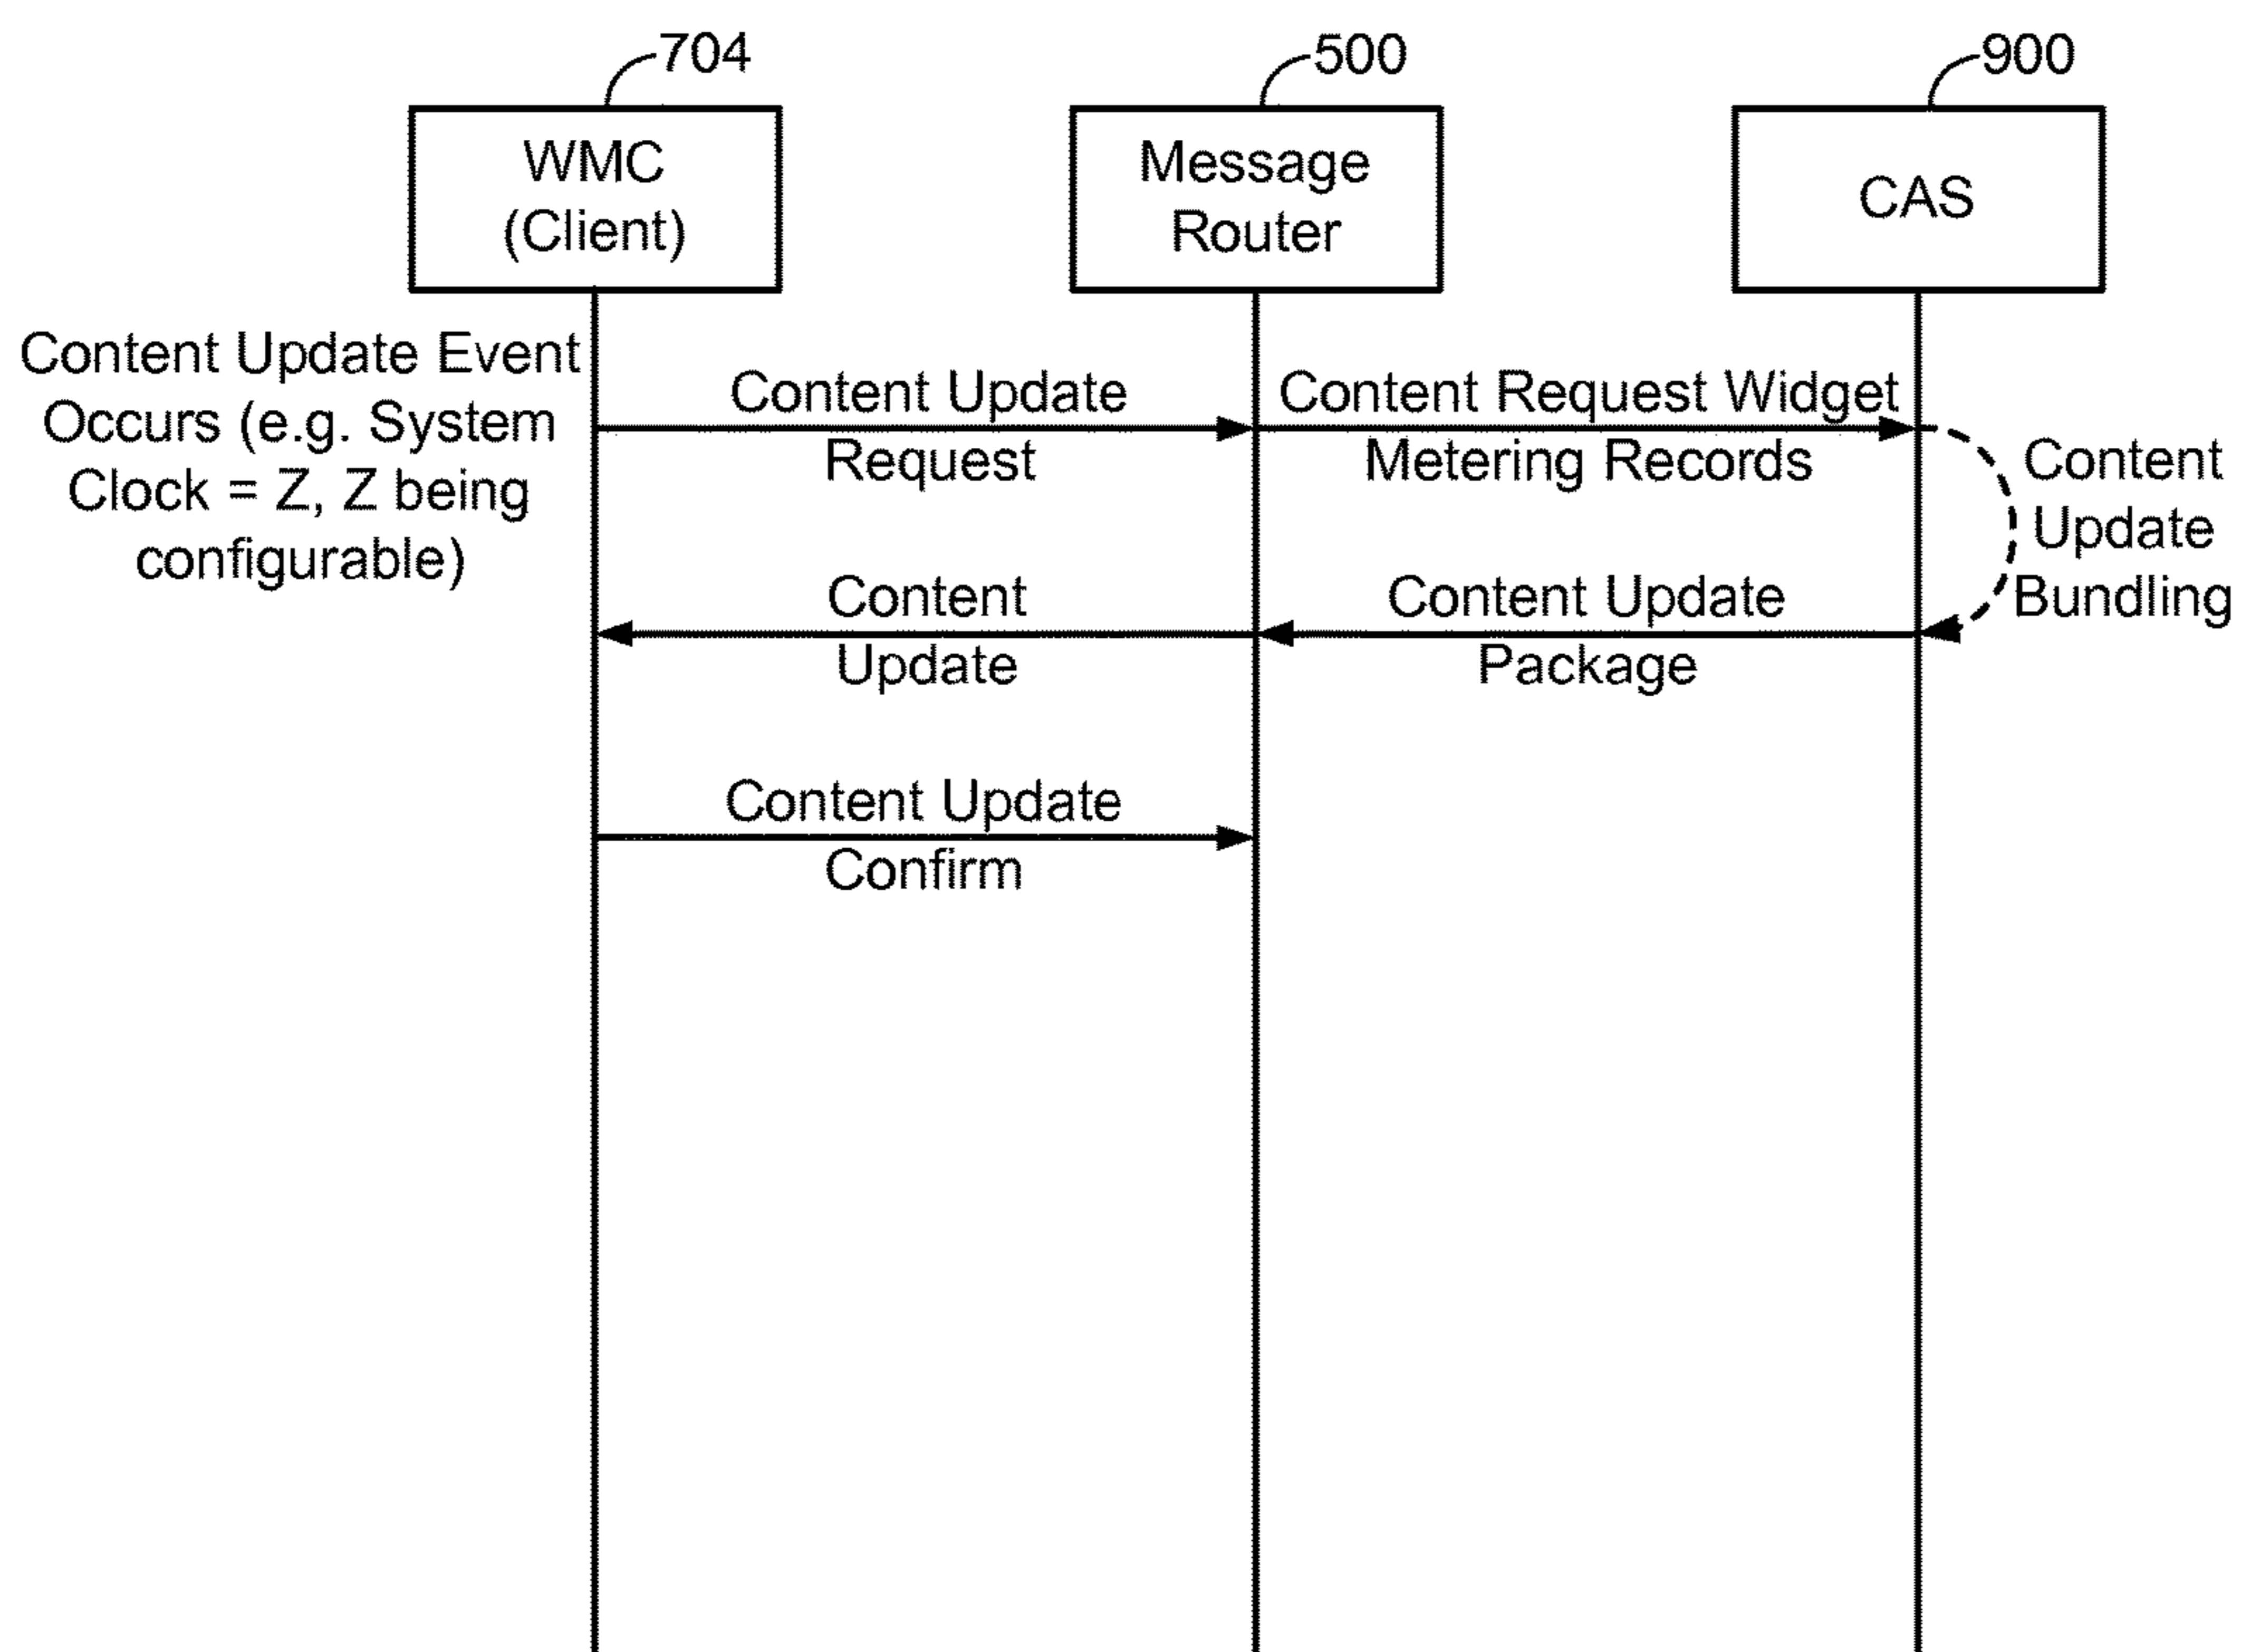 704
500
900
WMC
(Client)
Message
Router
CAS
Content Update Event
Occurs (e.g. System
Clock = Z, Z being
configurable)
Content Update
Request
Content Request Widget
Metering Records
Content
Update
Bundling
Content
Update
Content Update
Package
Content Update
Confirm